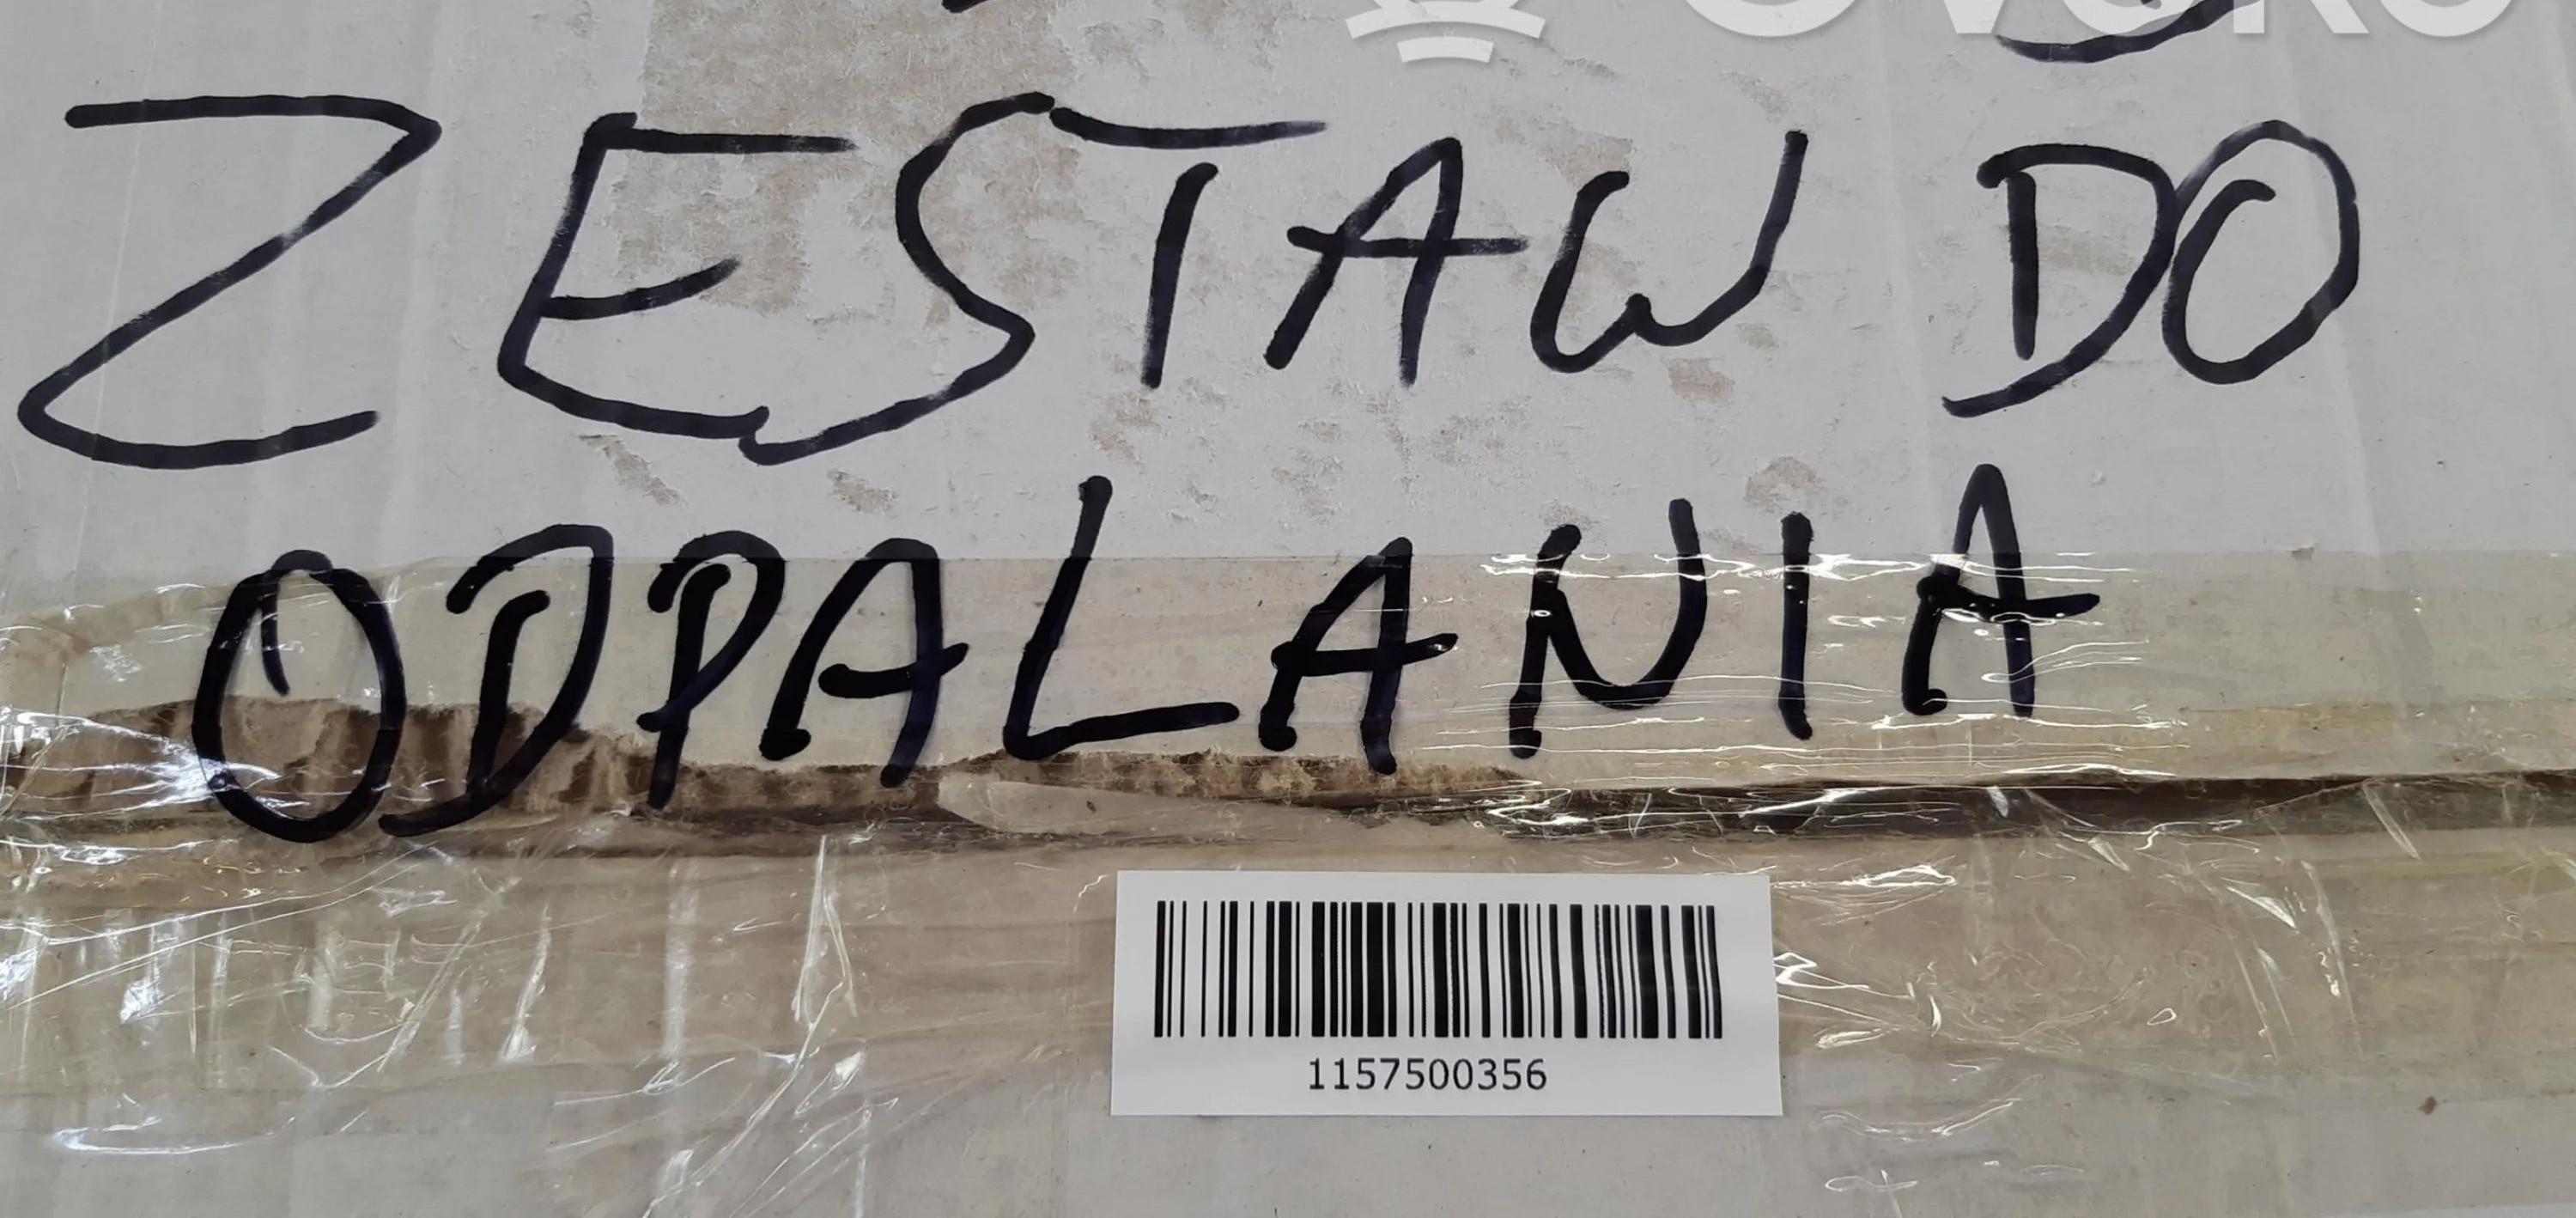 ZESTAW DO
ODPALANIA
1157500356